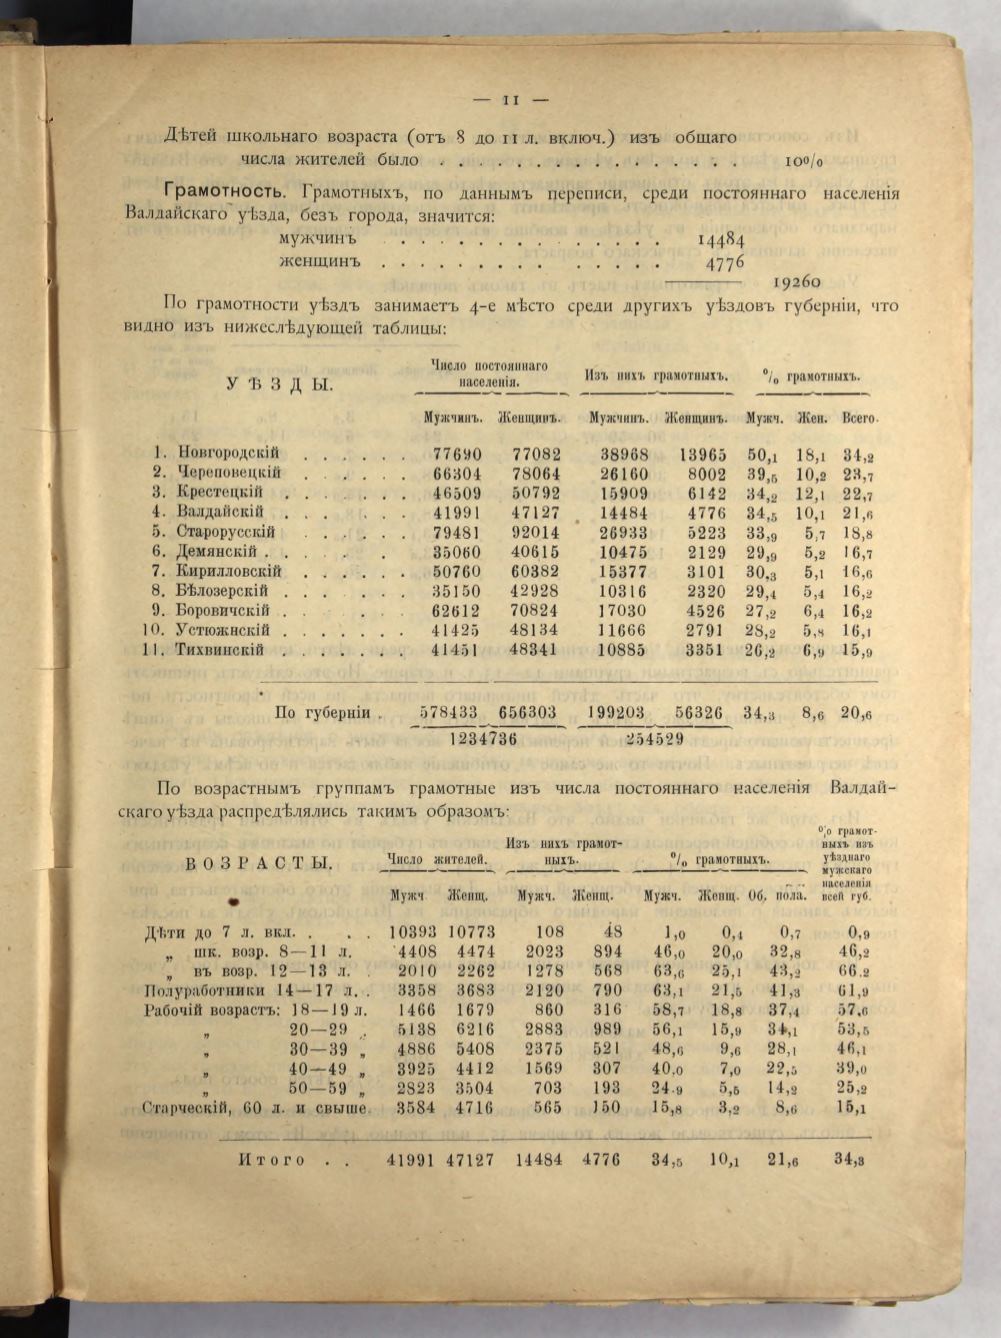 — 11 —
Дѣтей школьнаго возраста (отъ 8 до 11 л. включ.) изъ общаго
числа жителей было . . . . . . . . . . . . . 10%
Грамотность. Грамотныхъ, по даннымъ переписи, среди постояннаго населенія
Валдайскаго уѣзда, безъ города, значится:
мужчинъ . . . . . . . . . . . 14484
женщинъ . . . . . . . . . . . 4776
19260
По грамотности уѣздъ занимаетъ 4-е мѣсто среди другихъ уѣздовъ губерніи, что
видно изъ нижеслѣдующей таблицы:
УѢЗДЫ. Число постояннаго населенія. Изъ нихъ грамотныхъ. % грамотныхъ.
Мужчинъ. Женщинъ. Мужчинъ. Женщинъ. Мужч. Жен. Всего.
1. Новгородскій . . . . . . 77690 77082 38968 13965 50,1 18,1 34,2
2. Череповецкій . . . . . . 66304 78064 26160 8002 39,5 10,2 23,7
3. Крестецкій . . . . . . . 46509 50792 15909 6142 34,2 12,1 22,7
4. Валдайскій . . . . . . . 41991 47127 14484 4776 34,5 10,1 21,6
5. Старорусскій . . . . . . 79481 92014 26933 5223 33,9 5,7 18,8
6. Демянскій . . . . . . 35060 40615 10475 2129 29,9 5,2 16,7
7. Кирилловскій . . . . . . 50760 60382 15377 3101 30,3 5,1 16,6
8. Бѣлозерскій . . . . . . . 35150 42928 10316 2320 29,4 5,4 16,2
9. Боровичскій . . . . . 62612 70824 17030 4526 27,2 6,4 16,2
10. Устюжнскій . . . . . . . 41425 48134 11666 2791 28,2 5,8 16,1
11. Тихвинскій . . . . . . . 41451 48341 10885 3351 26,2 6,9 15,9
По губерніи . 578433 656303 199203 56326 34,3 8,6 20,6
1234736 254529
По возрастнымъ группамъ грамотные изъ числа постояннаго населенія Валдай-
скаго уѣзда распредѣлялись такимъ образомъ:
ВОЗРАСТЫ. Число жителей. Изъ нихъ грамотныхъ. % грамотныхъ. % грамотныхъ изъ уѣзднаго мужскаго населенія всей губ.
Мужч. Женщ. Мужч. Женщ. Мужч. Женщ. Об. пола.
Дѣти до 7 л. вкл. . . . 10393 10773 108 48 1,0 0,4 0,7 0,9
„ шк. возр. 8—11 л. 4408 4474 2023 894 46,0 20,0 32,8 46,2
„ въ возр. 12—13 л. . 2010 2262 1278 568 63,6 25,1 43,2 66.2
Полуработники 14—17 л. . 3358 3683 2120 790 63,1 21,5 41,3 61,9
Рабочій возрастъ: 18—19 л. 1466 1679 860 316 58,7 18,8 37,4 57,6
„ 20—29 „ 5138 6216 2883 989 56,1 15,9 34,1 53,5
„ 30—39 „ 4886 5408 2375 521 48,6 9,6 28,1 46,1
„ 40—49 „ 3925 4412 1569 307 40.0 7,0 22,5 39,0
„ 50—59 „ 2823 3504 703 193 24.9 5,5 14,2 25,2
Старческій, 60 л. и свыше. 3584 4716 565 150 15,8 3,2 8,6 15,1
Итого . . 41991 47127 14484 4776 34,5 10,1 21,6 34,3